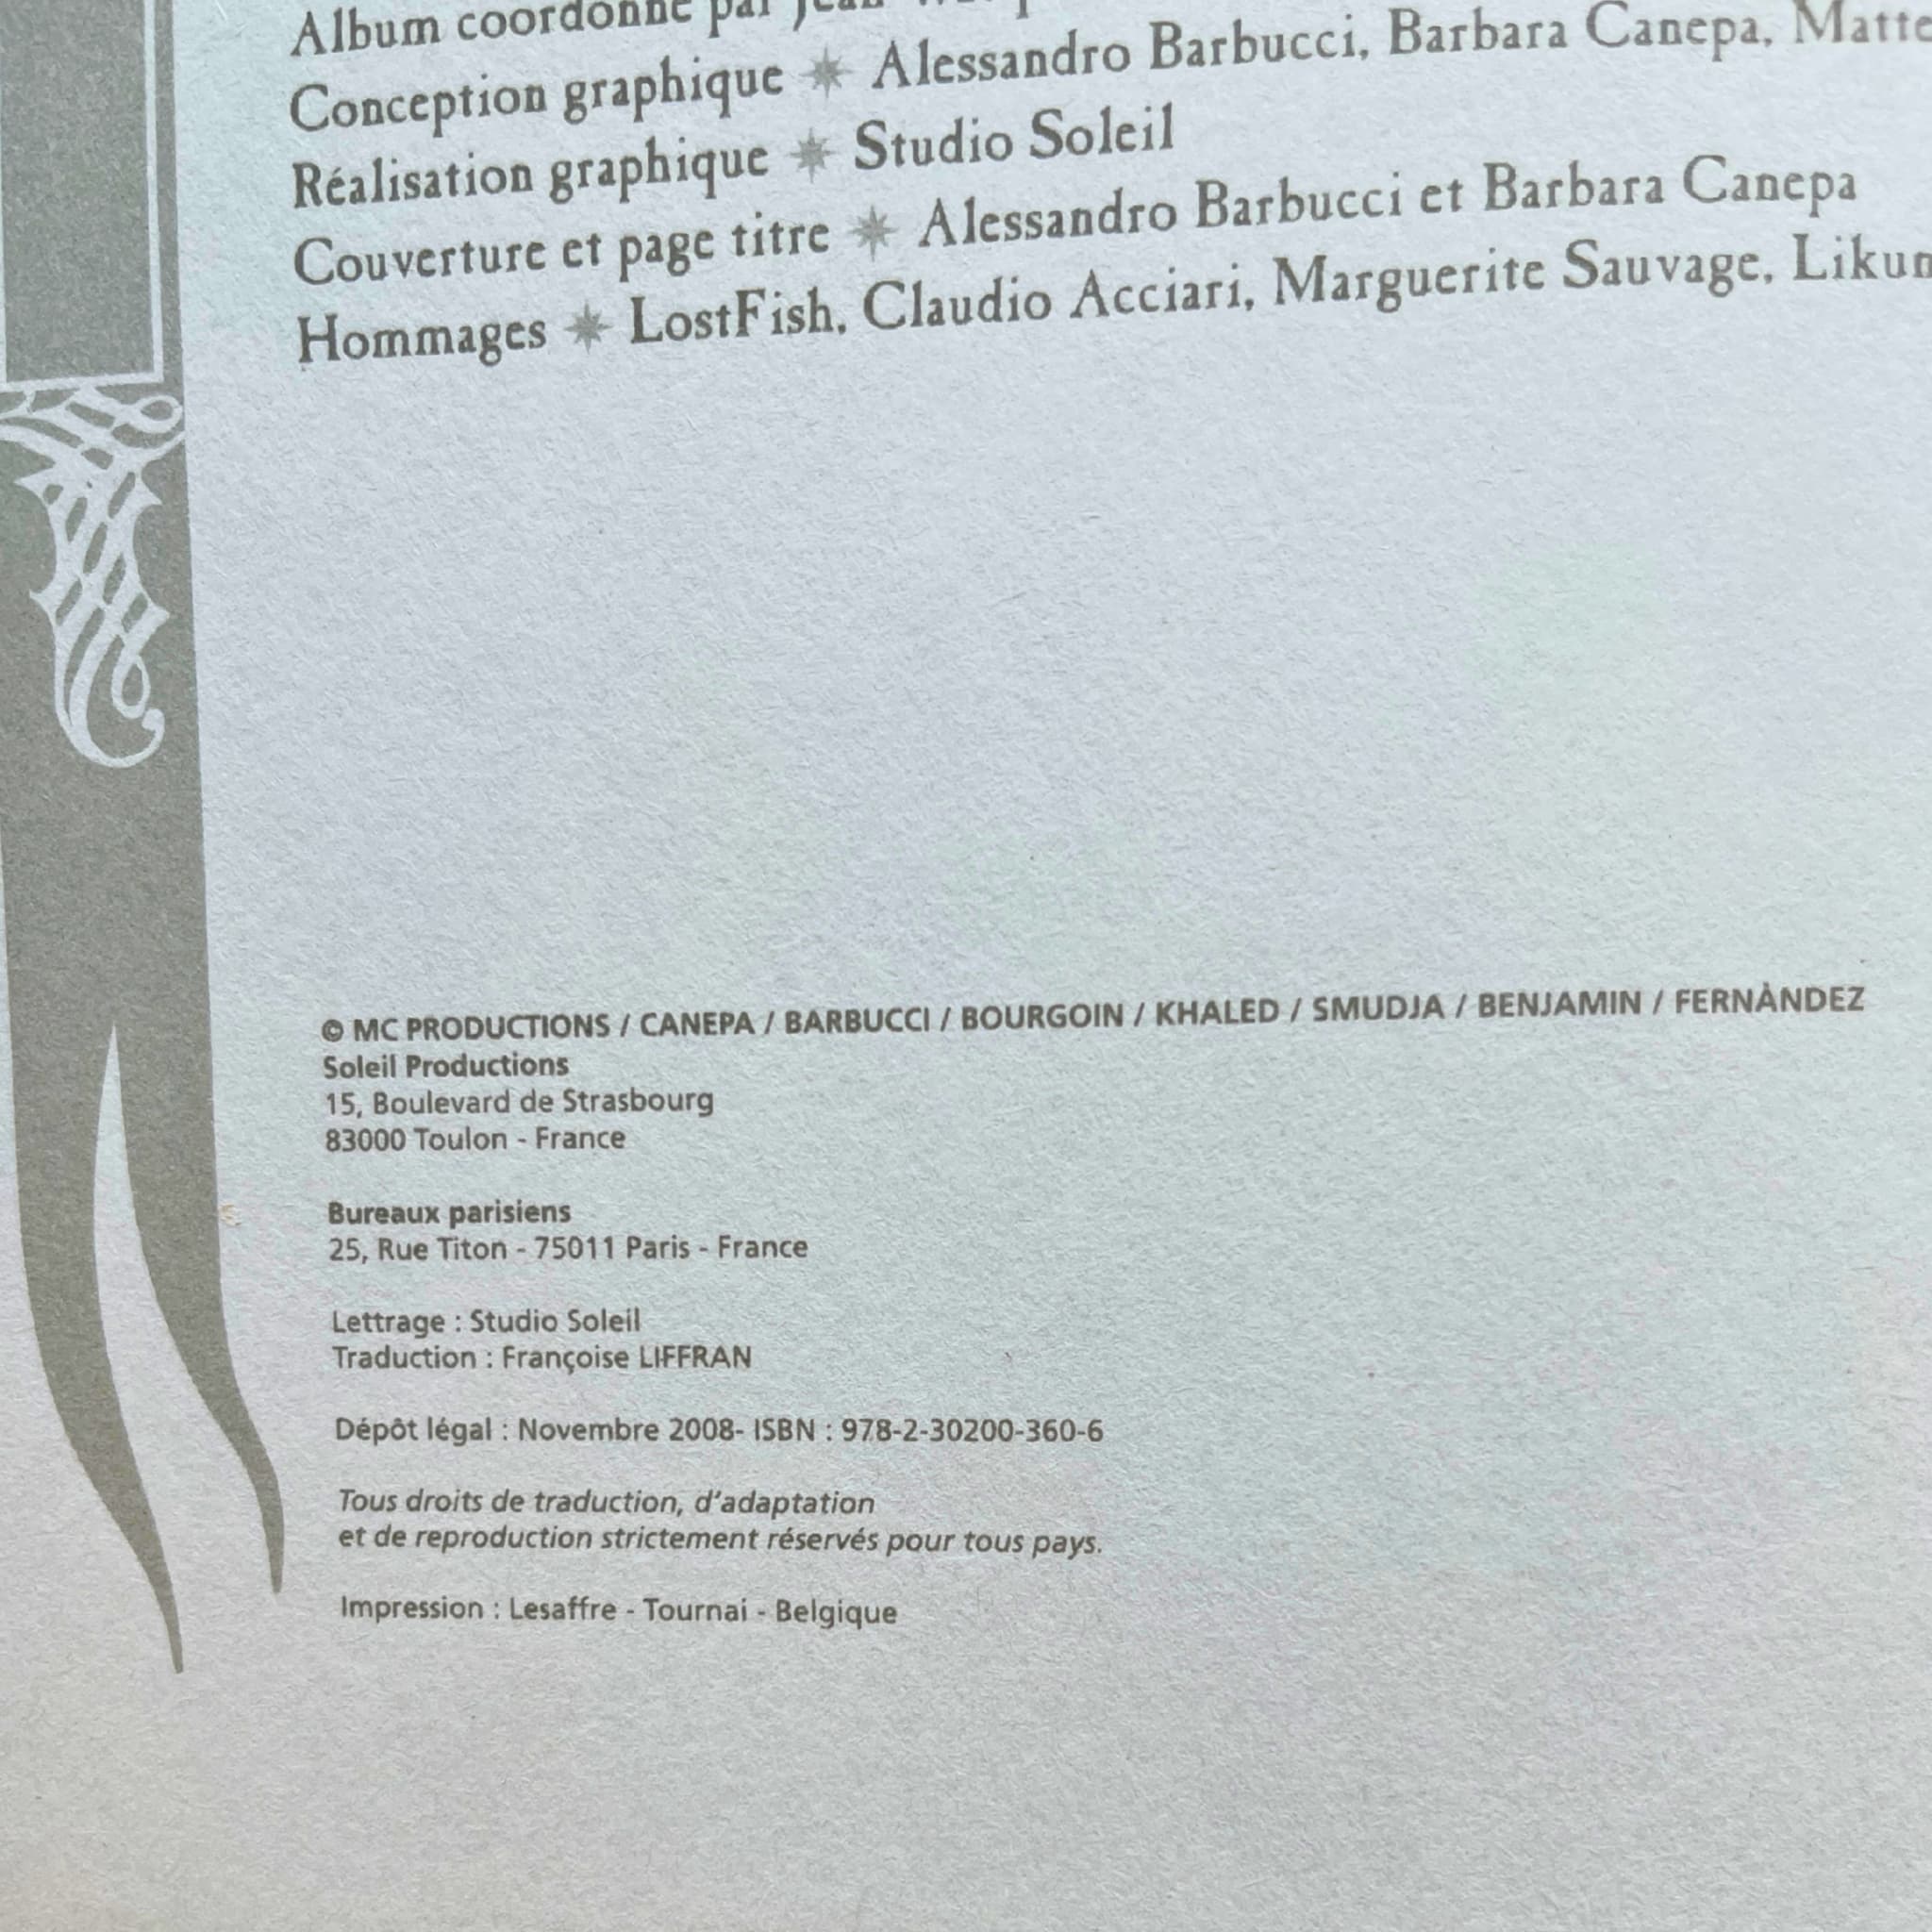 Album coordonné par Jean
Conception graphique ✷ Alessandro Barbucci, Barbara Canepa,
Réalisation graphique ✷ Studio Soleil
Couverture et page titre ✷ Alessandro Barbucci et Barbara Canepa
Hommages ✷ LostFish, Claudio Acciari, Marguerite Sauvage,
© MC PRODUCTIONS / CANEPA / BARBUCCI / BOURGOIN / KHALED / SMUDJA / BENJAMIN / FERNÀNDEZ
Soleil Productions
15, Boulevard de Strasbourg
83000 Toulon - France
Bureaux parisiens
25, Rue Titon - 75011 Paris - France
Lettrage : Studio Soleil
Traduction : Françoise LIFFRAN
Dépôt légal : Novembre 2008- ISBN : 978-2-30200-360-6
Tous droits de traduction, d'adaptation
et de reproduction strictement réservés pour tous pays.
Impression : Lesaffre - Tournai - Belgique